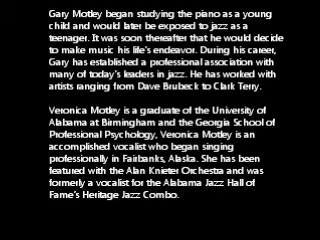 Gary Motley began studying the piano as a young
child and would later be exposed to jazz as a
teenager. It was soon thereafter that he would decide
to make music his life's endeavor. During his career,
Gary has established a professional association with
many of today's leaders in jazz. He has worked with
artists ranging from Dave Brubeck to Clark Terry.
Veronica Motley is a graduate of the University of
Alabama at Birmingham and the Georgia School of
Professional Psychology, Veronica Motley is an
accomplished vocalist who began singing
professionally in Fairbanks, Alaska. She has been
featured with the Alan Knieter Orchestra and was
formerly a vocalist for the Alabama Jazz Hall of
Fame's Heritage Jazz Combo.